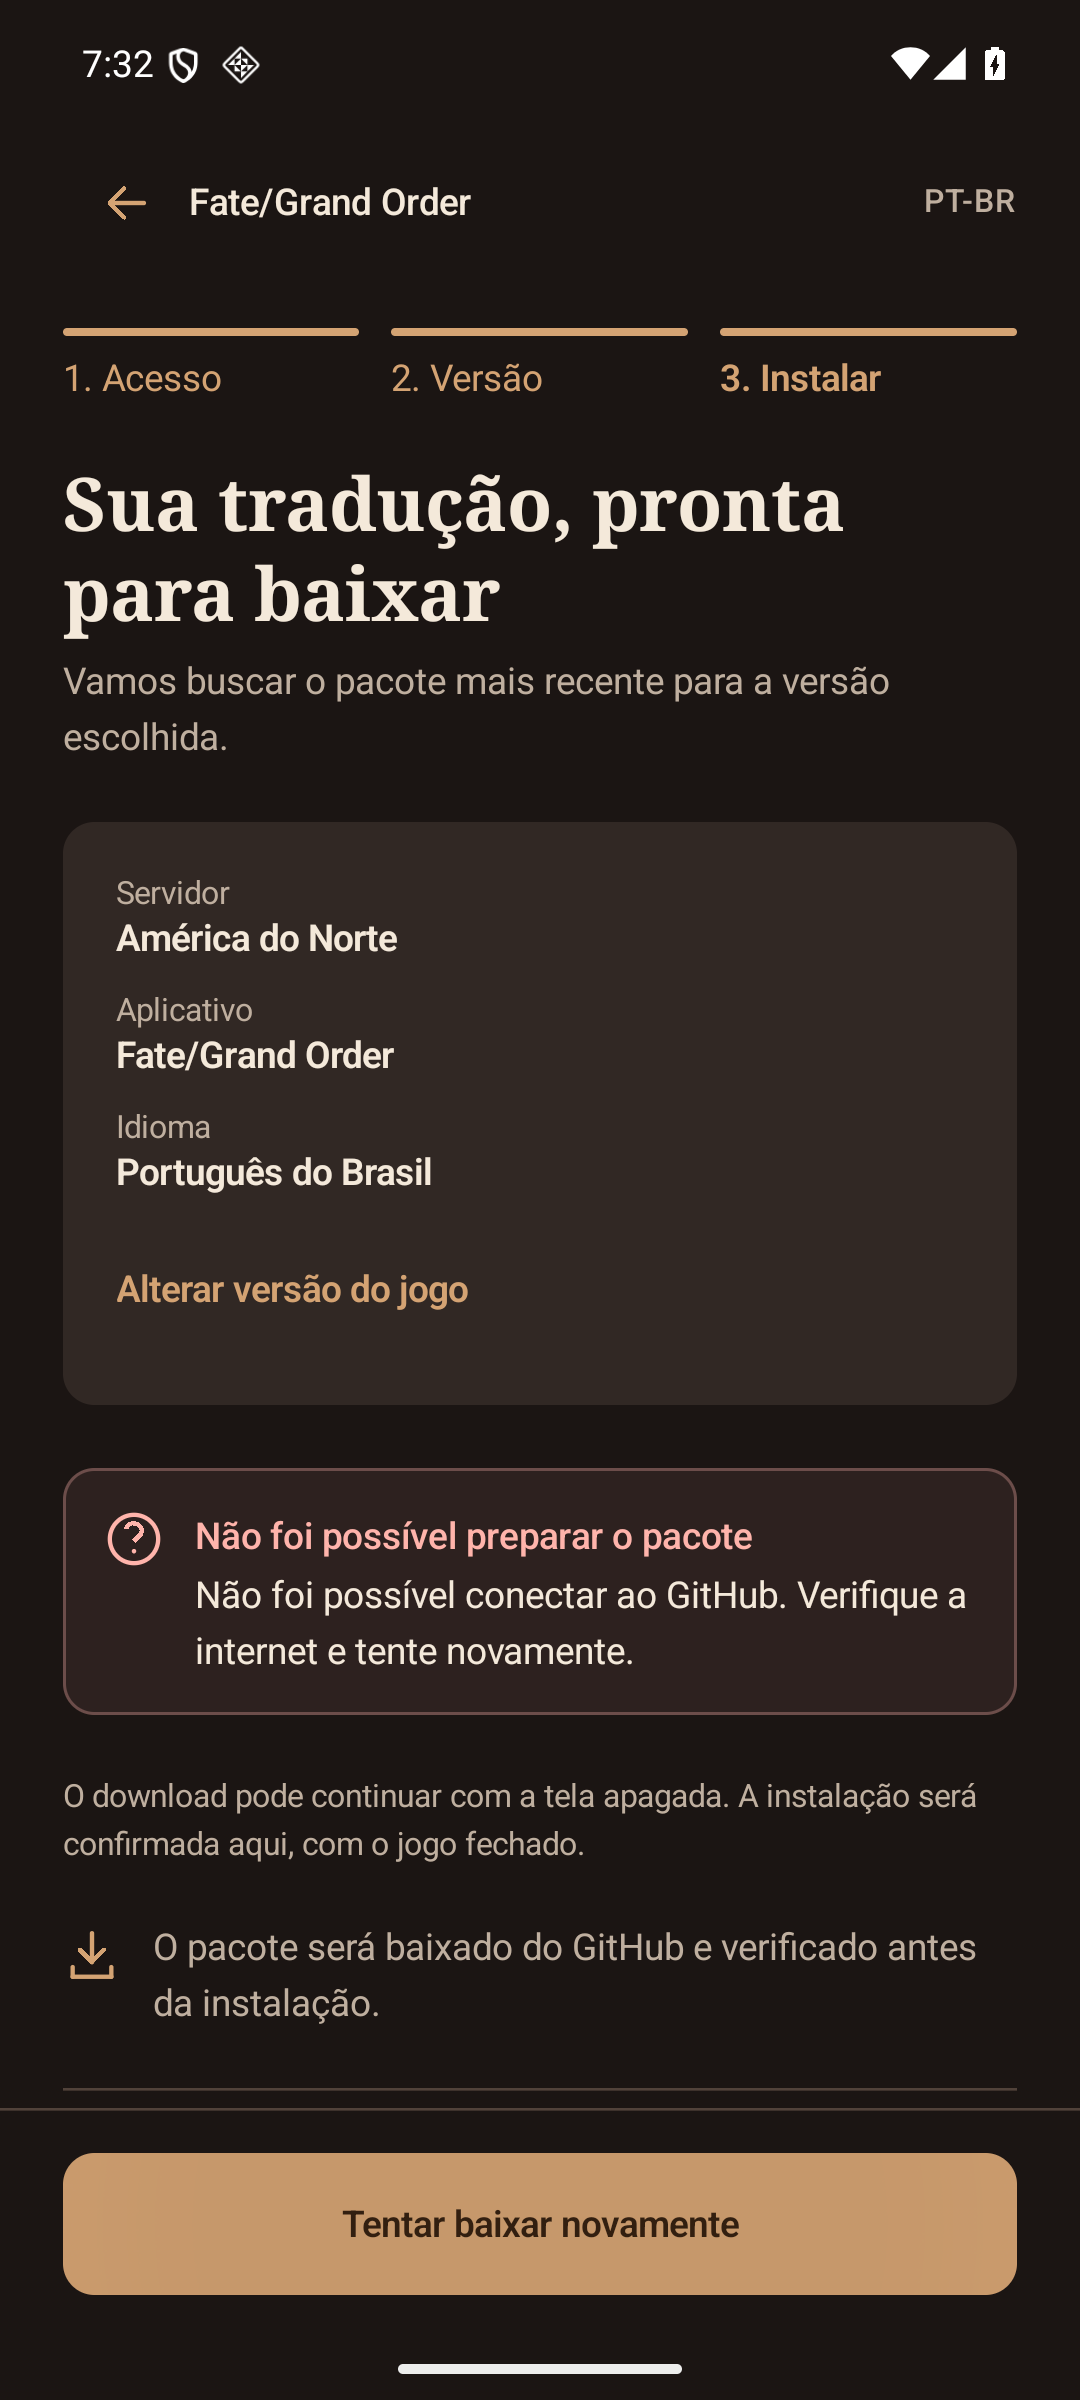 7:32
Fate/Grand Order
PT-BR
1. Acesso
2. Versão
3. Instalar
Sua tradução, pronta
para baixar
Vamos buscar o pacote mais recente para a versão
escolhida.
Servidor
América do Norte
Aplicativo
Fate/Grand Order
Idioma
Português do Brasil
Alterar versão do jogo
Não foi possível preparar o pacote
Não foi possível conectar ao GitHub. Verifique a
internet e tente novamente.
O download pode continuar com a tela apagada. A instalação será
confirmada aqui, com o jogo fechado.
O pacote será baixado do GitHub e verificado antes
da instalação.
Tentar baixar novamente